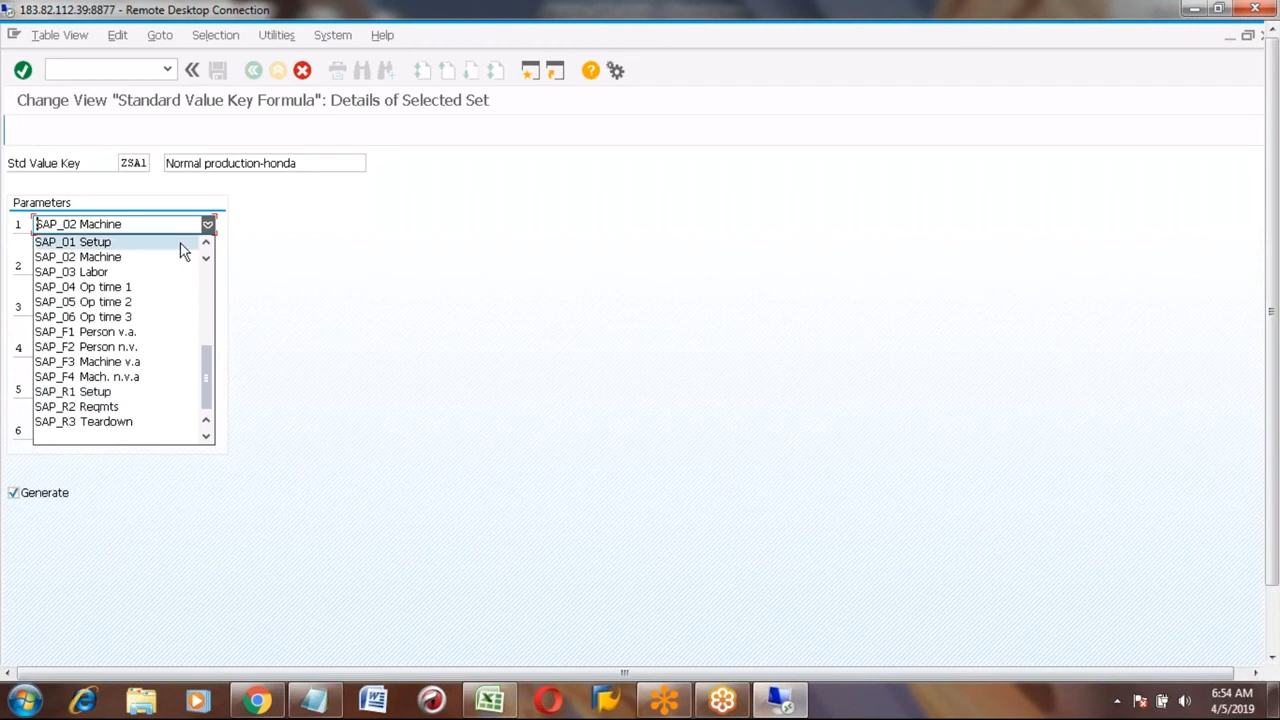 183.82.112.39:8877 - Remote Desktop Connection
Table View Edit Goto Selection Utilities System Help
Change View "Standard Value Key Formula": Details of Selected Set
Std Value Key ZSA1 Normal production-honda
Parameters
1 SAP_02 Machine
SAP_01 Setup
2 SAP_02 Machine
SAP_03 Labor
SAP_04 Op time 1
3 SAP_05 Op time 2
SAP_06 Op time 3
SAP_F1 Person v.a.
4 SAP_F2 Person n.v.
SAP_F3 Machine v.a
SAP_F4 Mach. n.v.a
5 SAP_R1 Setup
SAP_R2 Reqmts
SAP_R3 Teardown
6
Generate
6:54 AM
4/5/2019